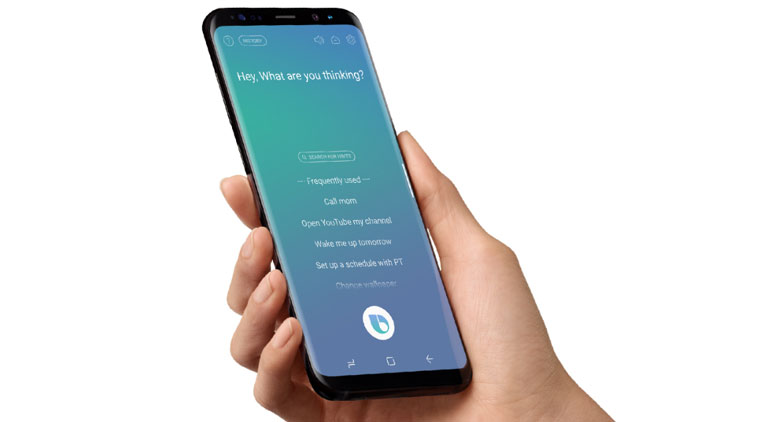 HISTORY
Hey, What are you thinking?
SEARCH FOR HINTS
--- Frequently used ---
Call mom
Open YouTube my channel
Wake me up tomorrow
Set up a schedule with PT
Change wallpaper